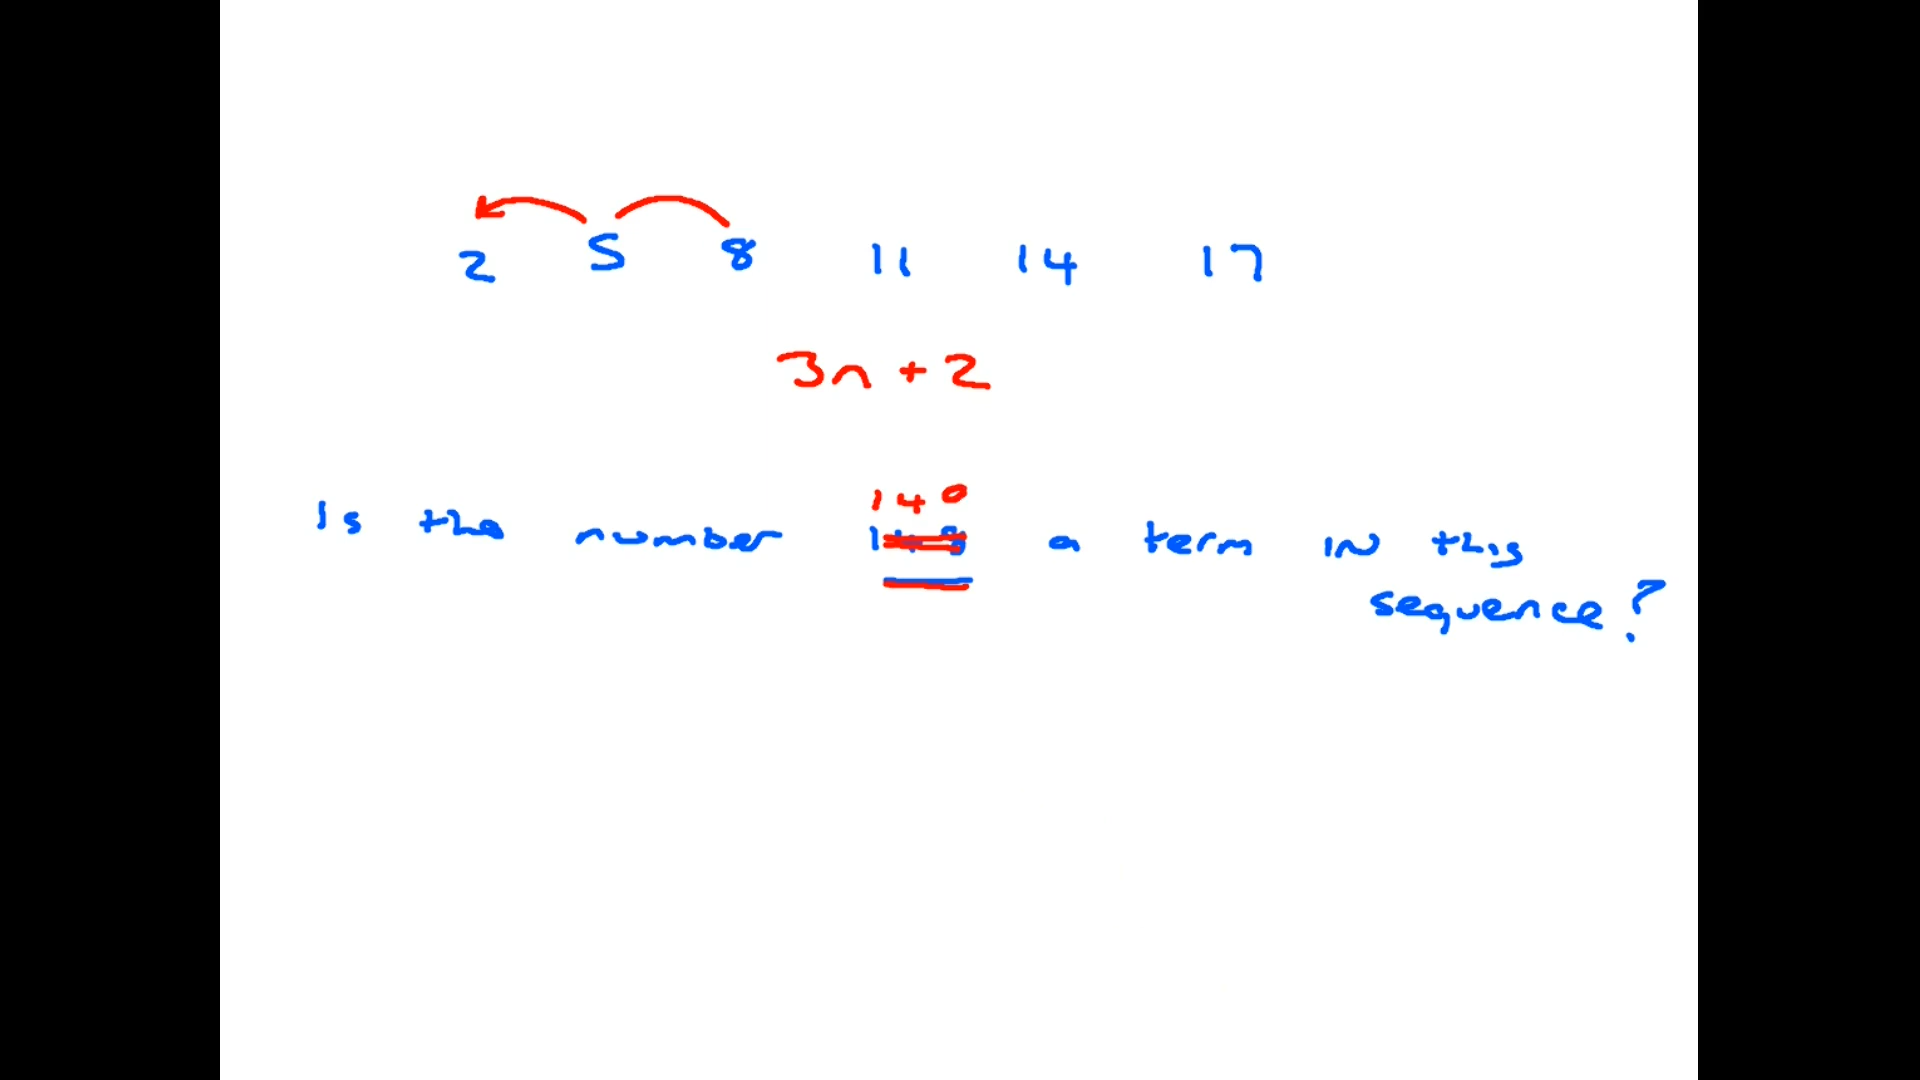 2 5 8 11 14 17
3n + 2
140
Is the number a term in this
sequence?